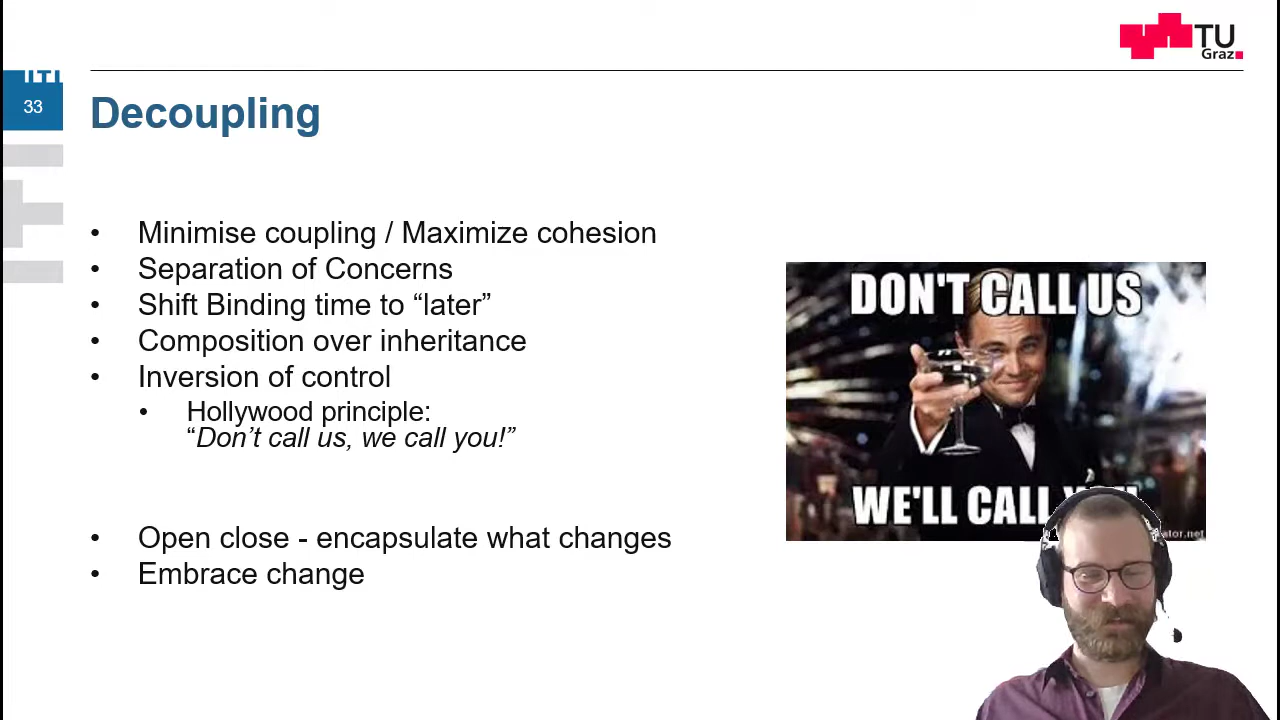 TU
Graz
33
Decoupling
• Minimise coupling / Maximize cohesion
• Separation of Concerns
• Shift Binding time to “later”
• Composition over inheritance
• Inversion of control
• Hollywood principle:
“Don’t call us, we call you!”
• Open close - encapsulate what changes
• Embrace change
DON'T CALL US
WE'LL CALL